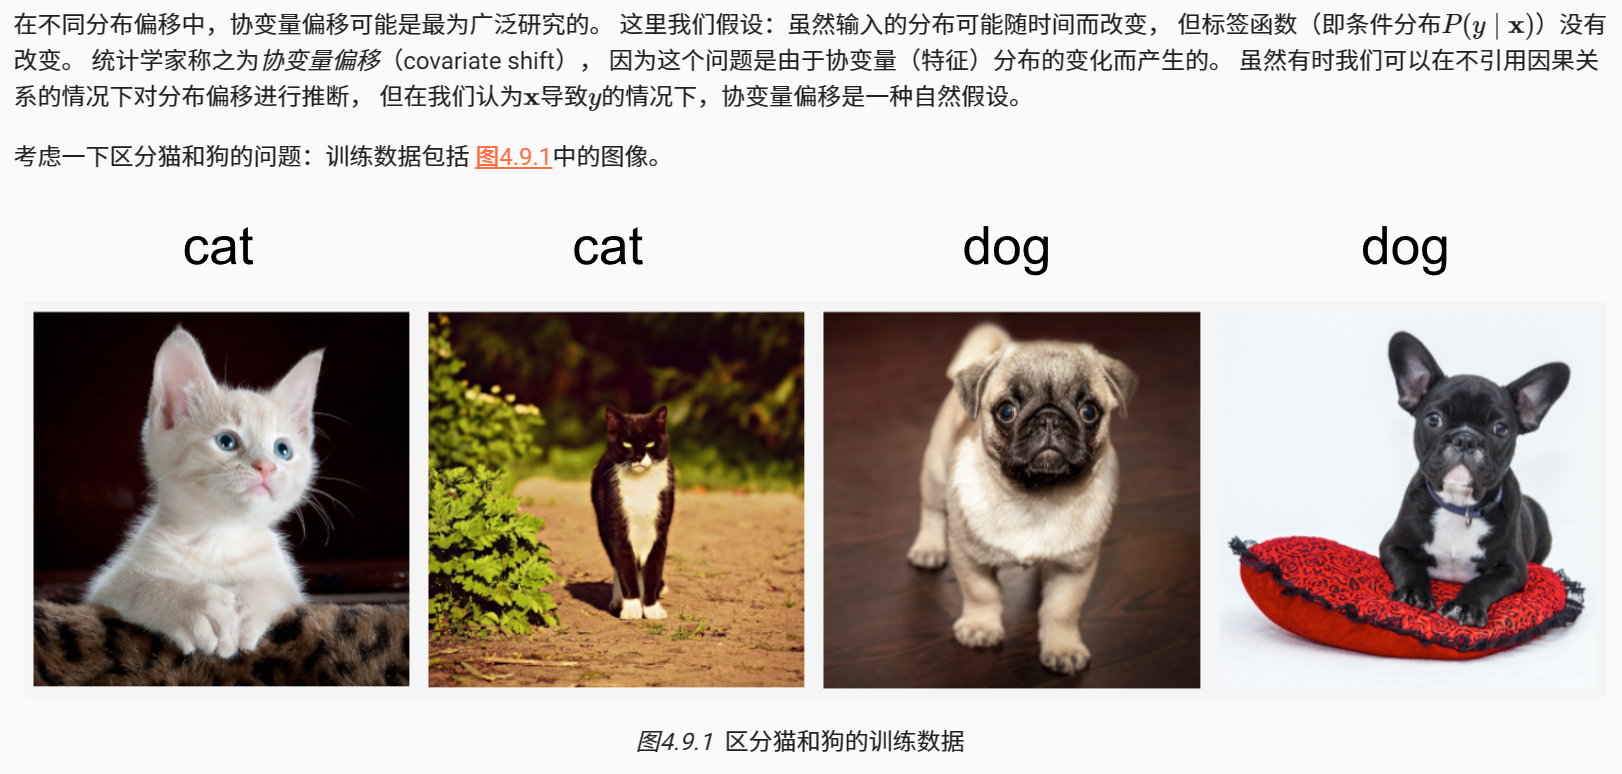 在不同分布偏移中，协变量偏移可能是最为广泛研究的。 这里我们假设：虽然输入的分布可能随时间而改变， 但标签函数（即条件分布P(y ∣ x)）没有
改变。 统计学家称之为协变量偏移（covariate shift）， 因为这个问题是由于协变量（特征）分布的变化而产生的。 虽然有时我们可以在不引用因果关
系的情况下对分布偏移进行推断， 但在我们认为x导致y的情况下，协变量偏移是一种自然假设。
考虑一下区分猫和狗的问题：训练数据包括 图4.9.1中的图像。
cat cat dog dog
图4.9.1 区分猫和狗的训练数据